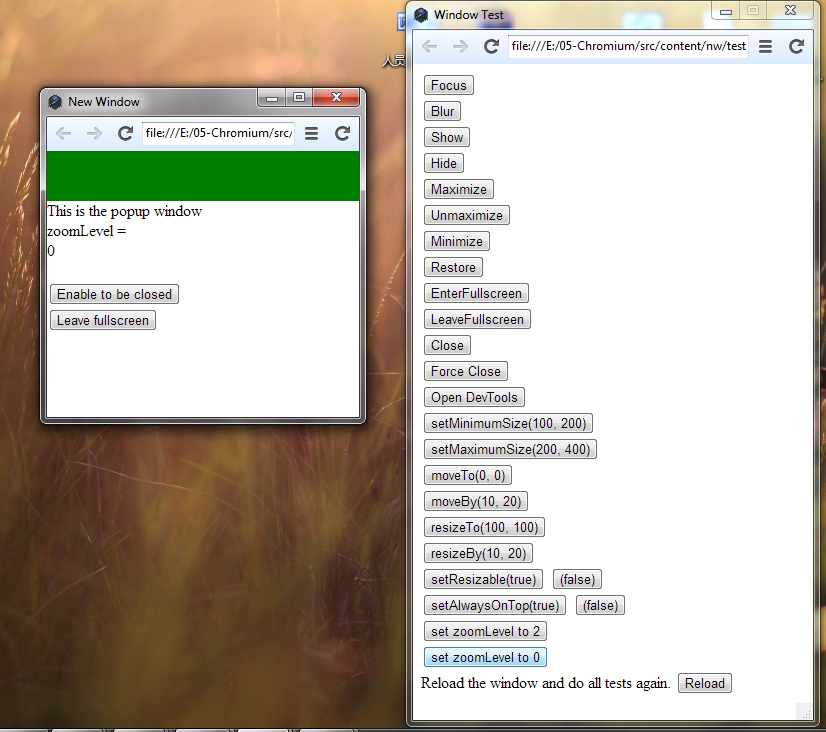 人员
New Window
file:///E:/05-Chromium/src/
This is the popup window
zoomLevel =
0
Enable to be closed
Leave fullscreen
Window Test
file:///E:/05-Chromium/src/content/nw/test
Focus
Blur
Show
Hide
Maximize
Unmaximize
Minimize
Restore
EnterFullscreen
LeaveFullscreen
Close
Force Close
Open DevTools
setMinimumSize(100, 200)
setMaximumSize(200, 400)
moveTo(0, 0)
moveBy(10, 20)
resizeTo(100, 100)
resizeBy(10, 20)
setResizable(true) (false)
setAlwaysOnTop(true) (false)
set zoomLevel to 2
set zoomLevel to 0
Reload the window and do all tests again. Reload